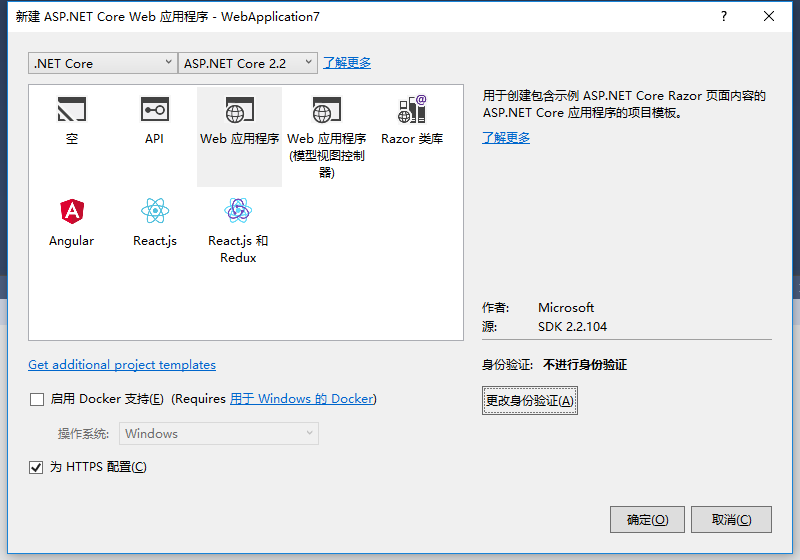 新建 ASP.NET Core Web 应用程序 - WebApplication7
.NET Core
ASP.NET Core 2.2
了解更多
空
API
Web 应用程序
Web 应用程序
(模型视图控制
器)
Razor 类库
Angular
React.js
React.js 和
Redux
用于创建包含示例 ASP.NET Core Razor 页面内容的
ASP.NET Core 应用程序的项目模板。
了解更多
作者: Microsoft
源: SDK 2.2.104
Get additional project templates
身份验证: 不进行身份验证
更改身份验证(A)
启用 Docker 支持(E) (Requires 用于 Windows 的 Docker)
操作系统: Windows
为 HTTPS 配置(C)
确定(O)
取消(C)